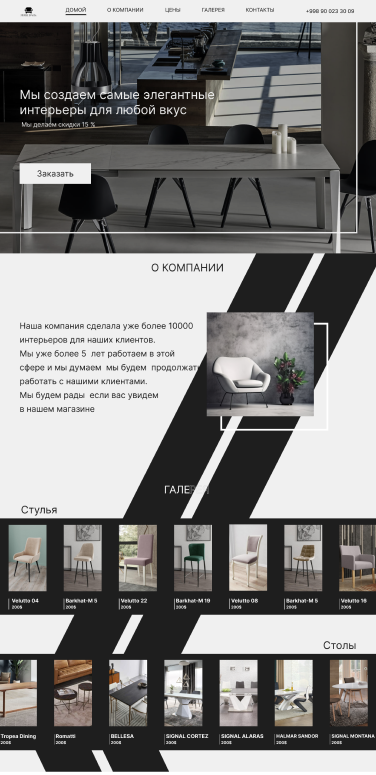 ДОМОЙ О КОМПАНИИ ЦЕНЫ ГАЛЕРЕЯ КОНТАКТЫ +998 90 023 30 09
Мы создаем самые элегантные
интерьеры для любой вкус
Мы делаем скидки 15 %
Заказать
О КОМПАНИИ
Наша компания сделала уже более 10000
интерьеров для наших клиентов.
Мы уже более 5 лет работаем в этой
сфере и мы думаем мы будем продолжать
работать с нашими клиентами.
Мы будем рады если вас увидем
в нашем магазине
ГАЛЕРЕЯ
Стулья
Velutto 04 Barkhat-M 5 Velutto 22 Barkhat-M 19 Velutto 08 Barkhat-M 5 Velutto 16
200$ 200$ 200$ 200$ 200$ 200$ 200$
Столы
Tropea Dining Romatti BELLESA SIGNAL CORTEZ SIGNAL ALARAS HALMAR SANDOR SIGNAL MONTANA
200$ 200$ 200$ 200$ 200$ 200$ 200$